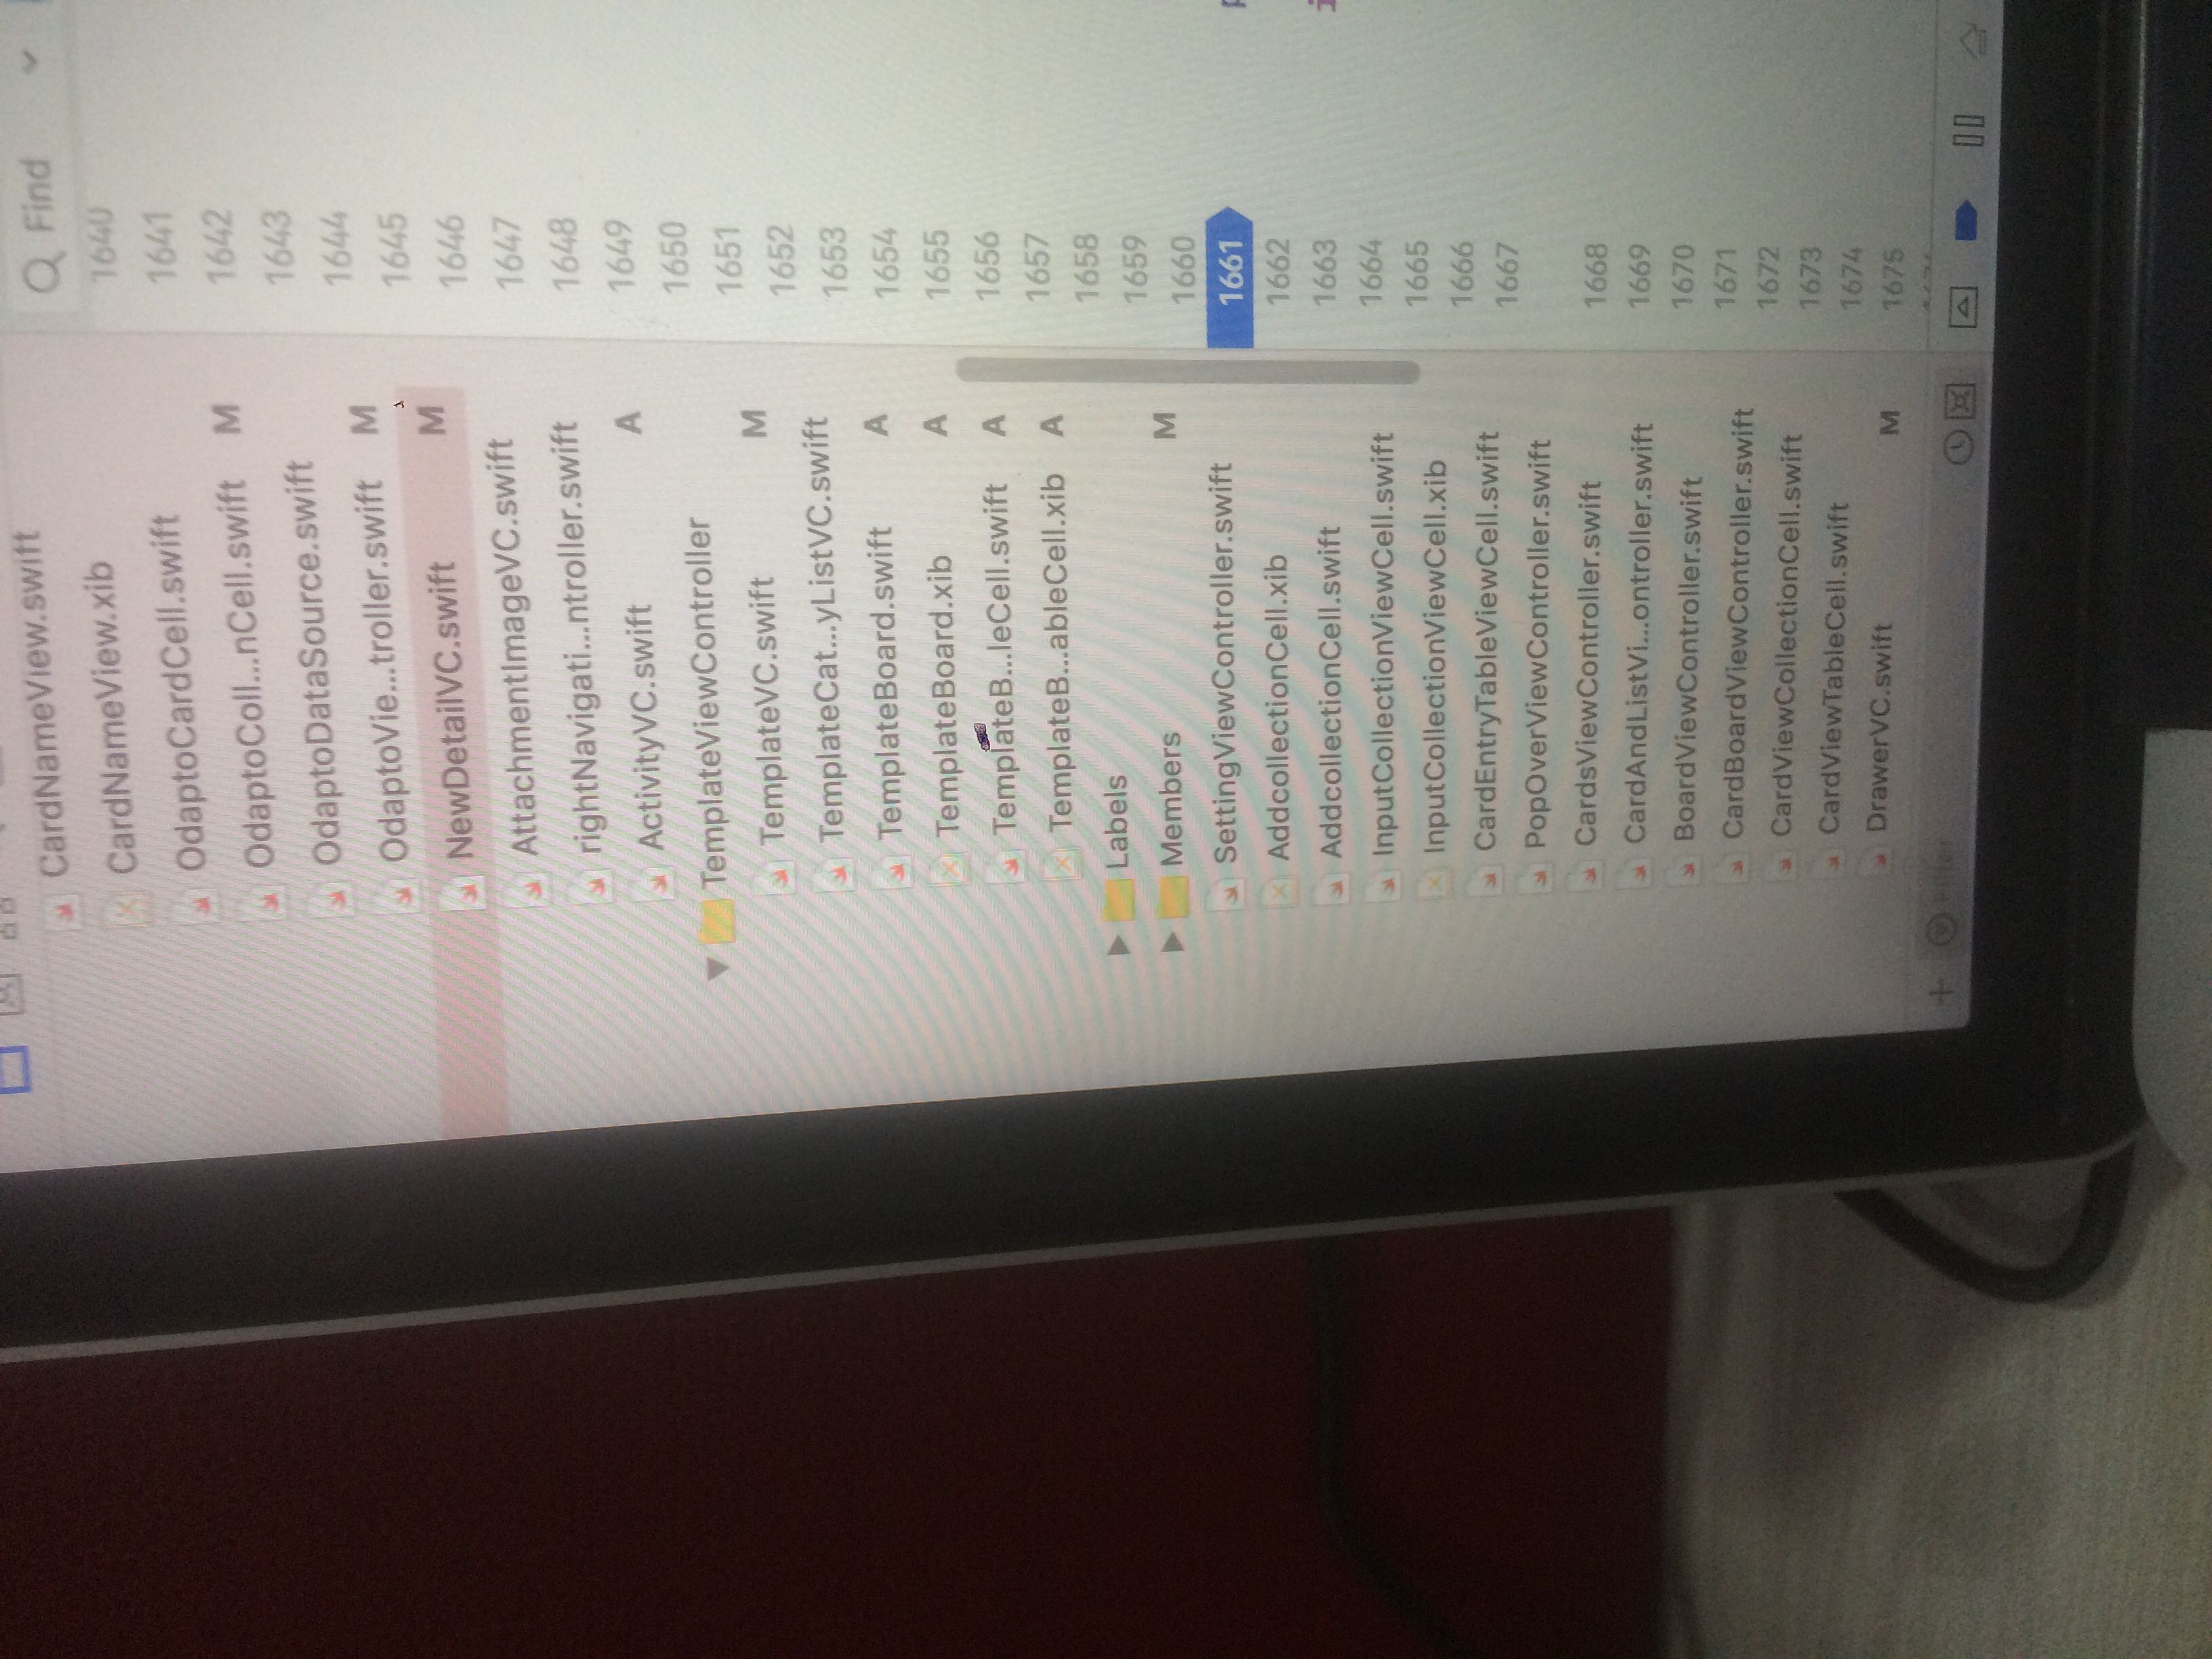 CardNameView.swift
CardNameView.xib
OdaptoCardCell.swift
OdaptoColl...nCell.swift M
OdaptoDataSource.swift
OdaptoVie...troller.swift M
NewDetailVC.swift M
AttachmentImageVC.swift
rightNavigati...ntroller.swift
ActivityVC.swift A
TemplateViewController
TemplateVC.swift M
TemplateCat...yListVC.swift
TemplateBoard.swift A
TemplateBoard.xib A
TemplateB...leCell.swift A
TemplateB...ableCell.xib A
Labels
Members M
SettingViewController.swift
AddcollectionCell.xib
AddcollectionCell.swift
InputCollectionViewCell.swift
InputCollectionViewCell.xib
CardEntryTableViewCell.swift
PopOverViewController.swift
CardsViewController.swift
CardAndListVi...ontroller.swift
BoardViewController.swift
CardBoardViewController.swift
CardViewCollectionCell.swift
CardViewTableCell.swift
DrawerVC.swift M
Filter
Find
1640
1641
1642
1643
1644
1645
1646
1647
1648
1649
1650
1651
1652
1653
1654
1655
1656
1657
1658
1659
1660
1661
1662
1663
1664
1665
1666
1667
1668
1669
1670
1671
1672
1673
1674
1675